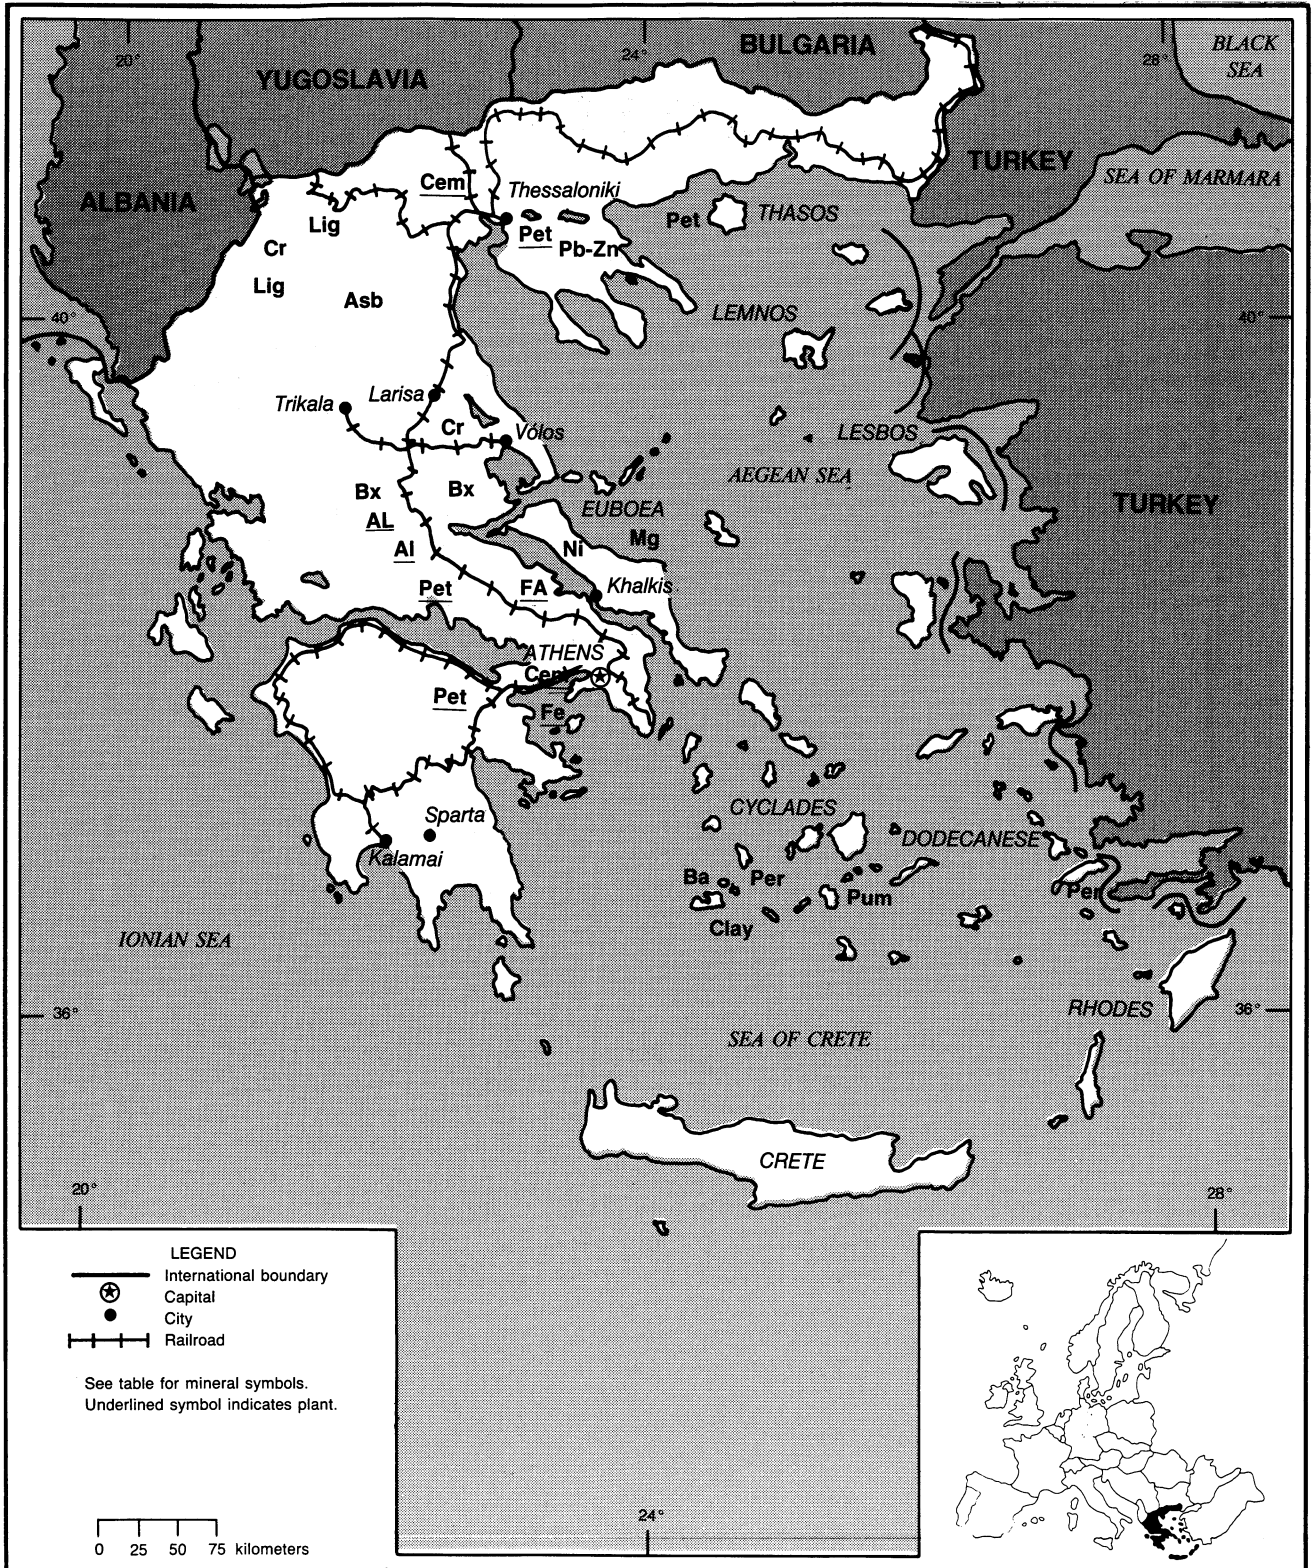 BLACK
SEA
BULGARIA
24°
28°
20°
YUGOSLAVIA
TURKEY
SEA OF MARMARA
ALBANIA
Cem
Thessaloniki
THASOS
Pet
Lig
Pet
Pb-Zn
Cr
Lig
Asb
LEMNOS
40°
40°
Larisa
Trikala
Cr
Vólos
LESBOS
AEGEAN SEA
TURKEY
Bx
Bx
EUBOEA
AL
Mg
Al
Ni
Pet
FA
Khalkis
ATHENS
Cem
Pet
Fe
CYCLADES
Sparta
DODECANESE
Kalamai
Ba
Per
Pum
Per
Clay
IONIAN SEA
RHODES
36°
36°
SEA OF CRETE
CRETE
20°
28°
LEGEND
International boundary
Capital
City
Railroad
See table for mineral symbols.
Underlined symbol indicates plant.
24°
0 25 50 75 kilometers